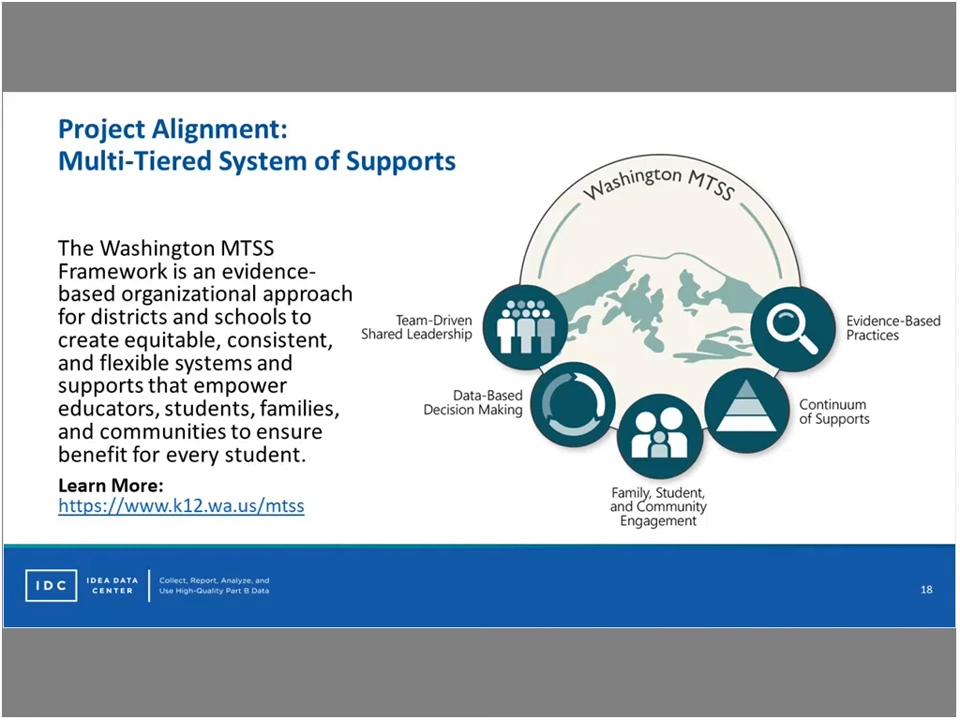 Project Alignment:
Multi-Tiered System of Supports
The Washington MTSS
Framework is an evidence-
based organizational approach
for districts and schools to
create equitable, consistent,
and flexible systems and
supports that empower
educators, students, families,
and communities to ensure
benefit for every student.
Learn More:
https://www.k12.wa.us/mtss
Washington MTSS
Team-Driven
Shared Leadership
Data-Based
Decision Making
Family, Student,
and Community
Engagement
Continuum
of Supports
Evidence-Based
Practices
IDC
IDEA DATA
CENTER
Collect, Report, Analyze, and
Use High-Quality Part B Data
18